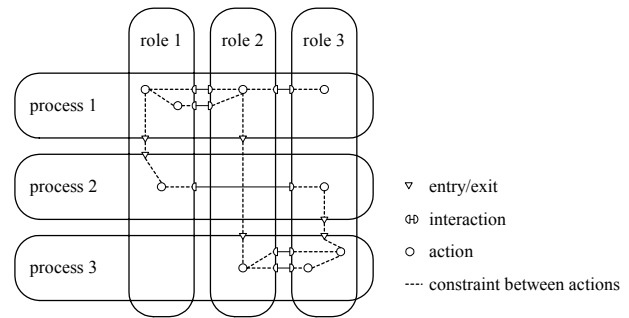 role 1 role 2 role 3
process 1
process 2
process 3
entry/exit
interaction
action
constraint between actions